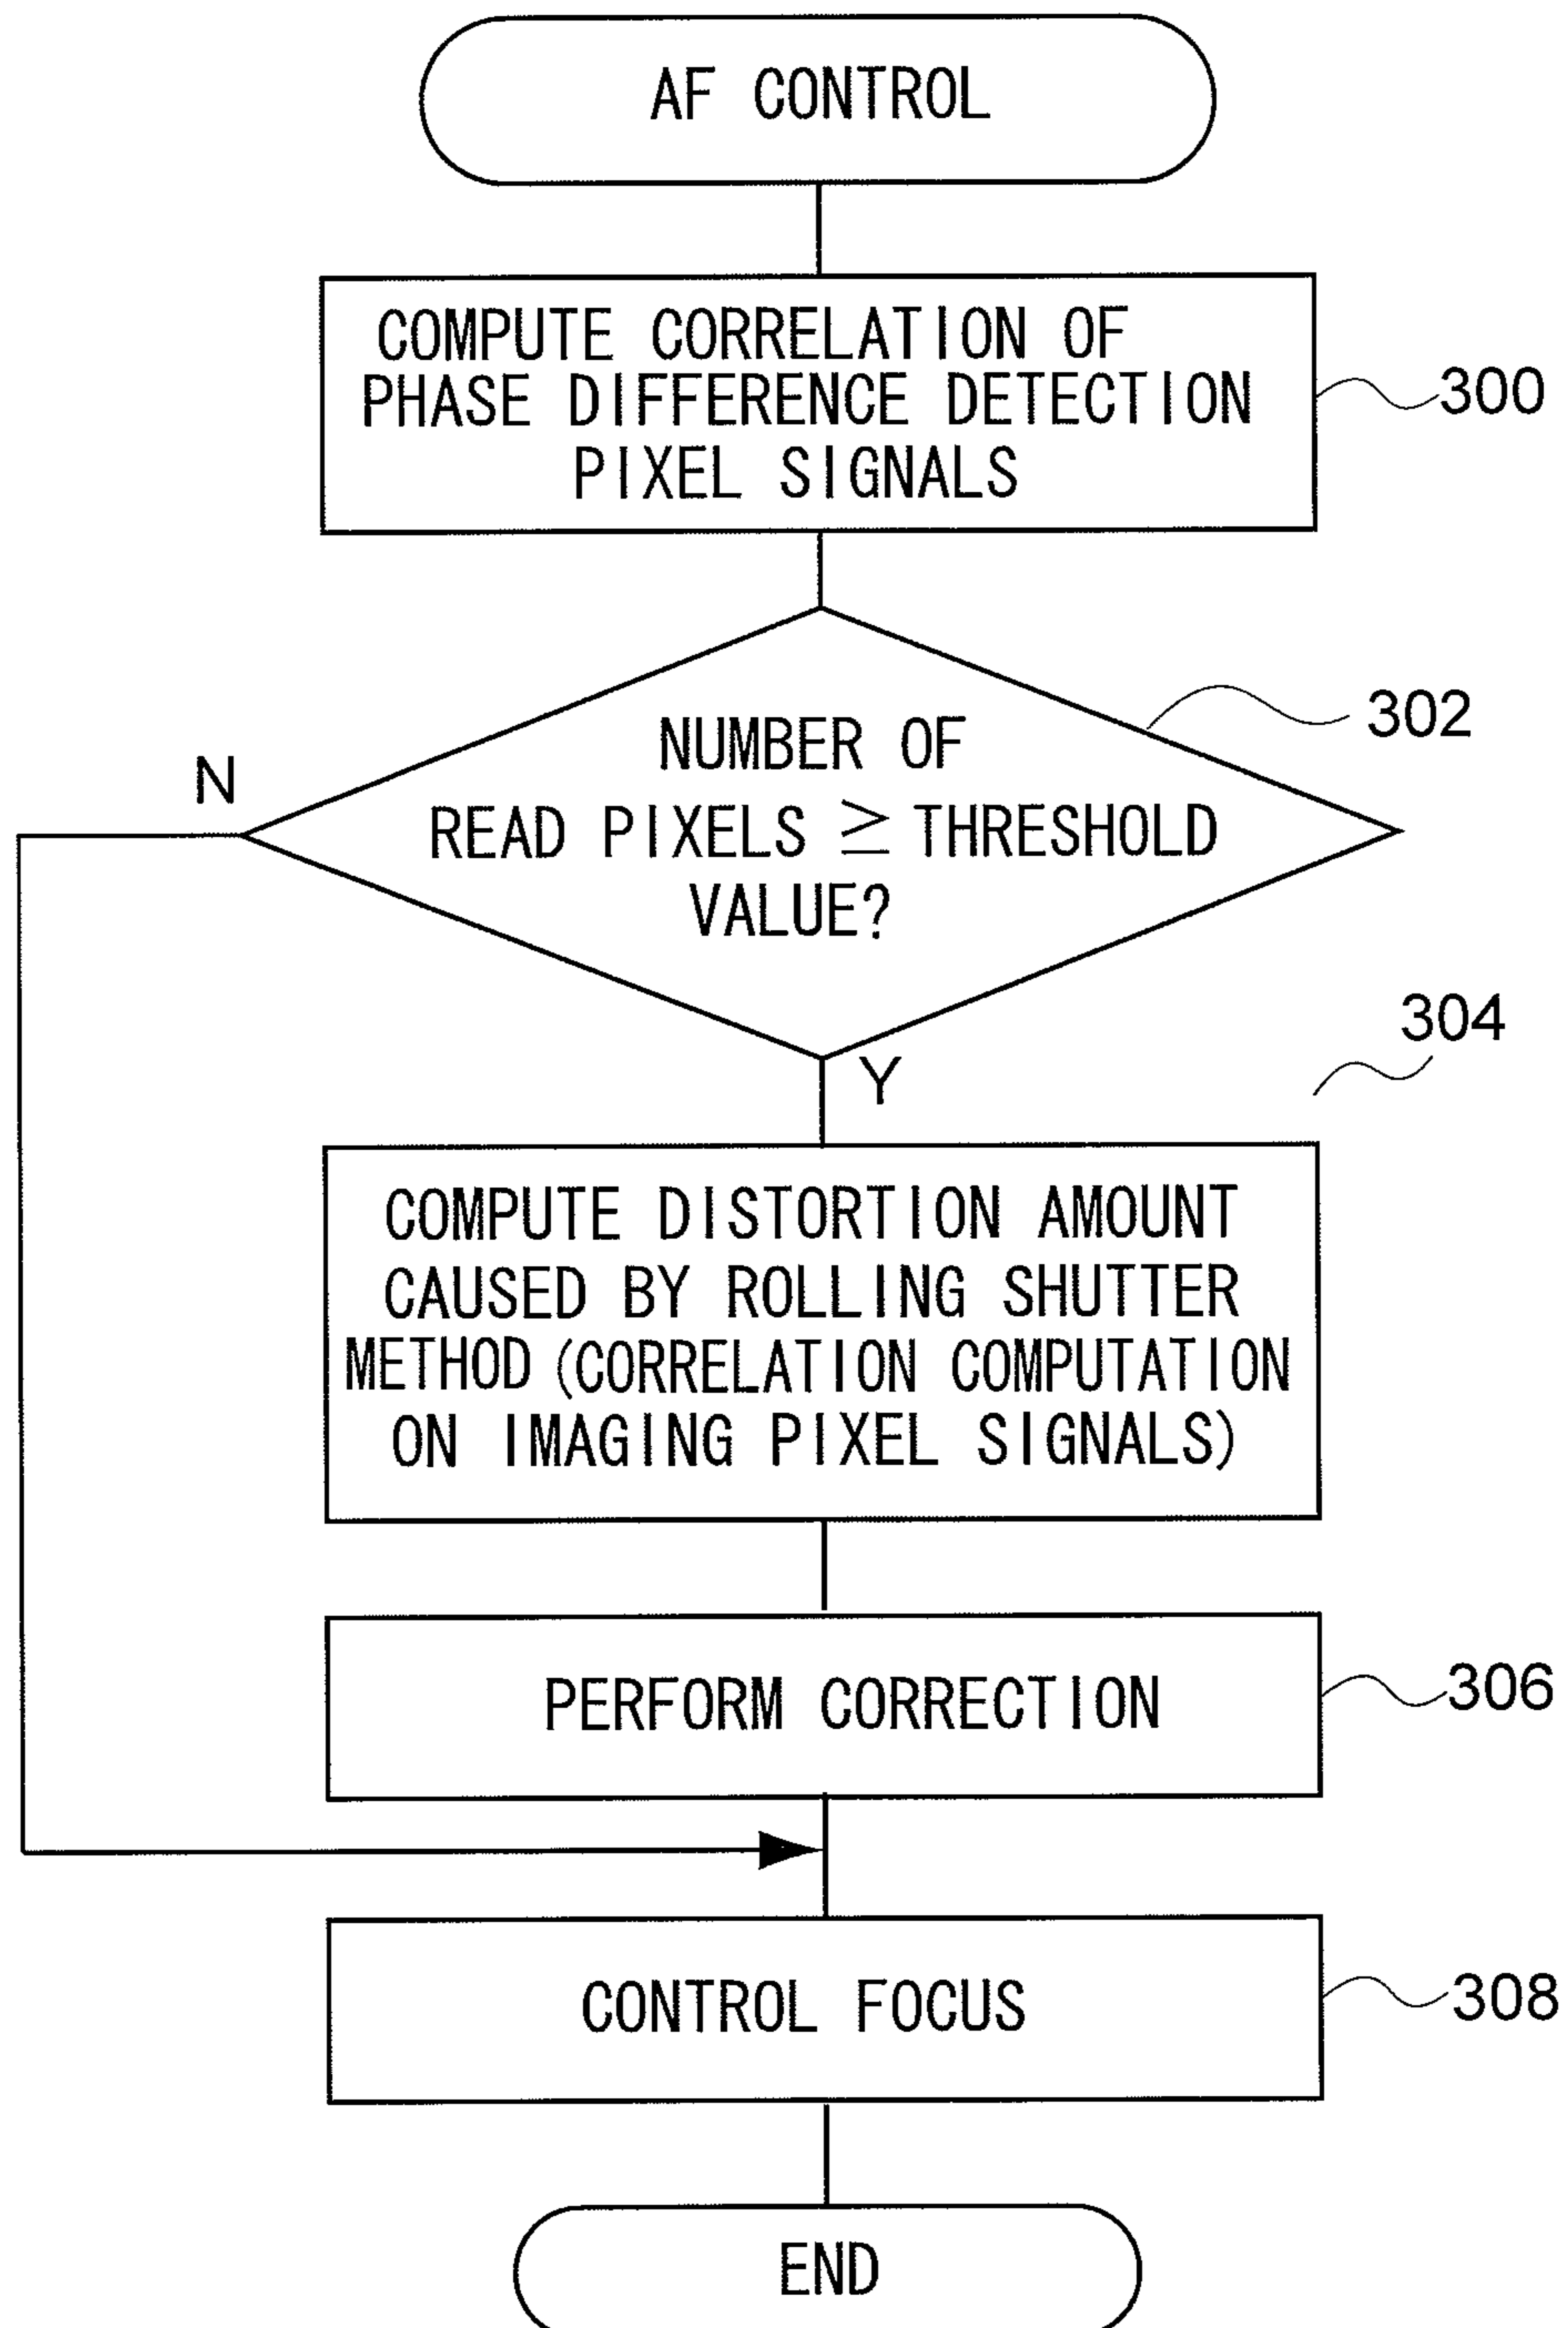 AF CONTROL
COMPUTE CORRELATION OF
PHASE DIFFERENCE DETECTION
PIXEL SIGNALS
300
NUMBER OF
READ PIXELS ≧ THRESHOLD
VALUE?
302
N
Y
304
COMPUTE DISTORTION AMOUNT
CAUSED BY ROLLING SHUTTER
METHOD (CORRELATION COMPUTATION
ON IMAGING PIXEL SIGNALS)
PERFORM CORRECTION
306
CONTROL FOCUS
308
END